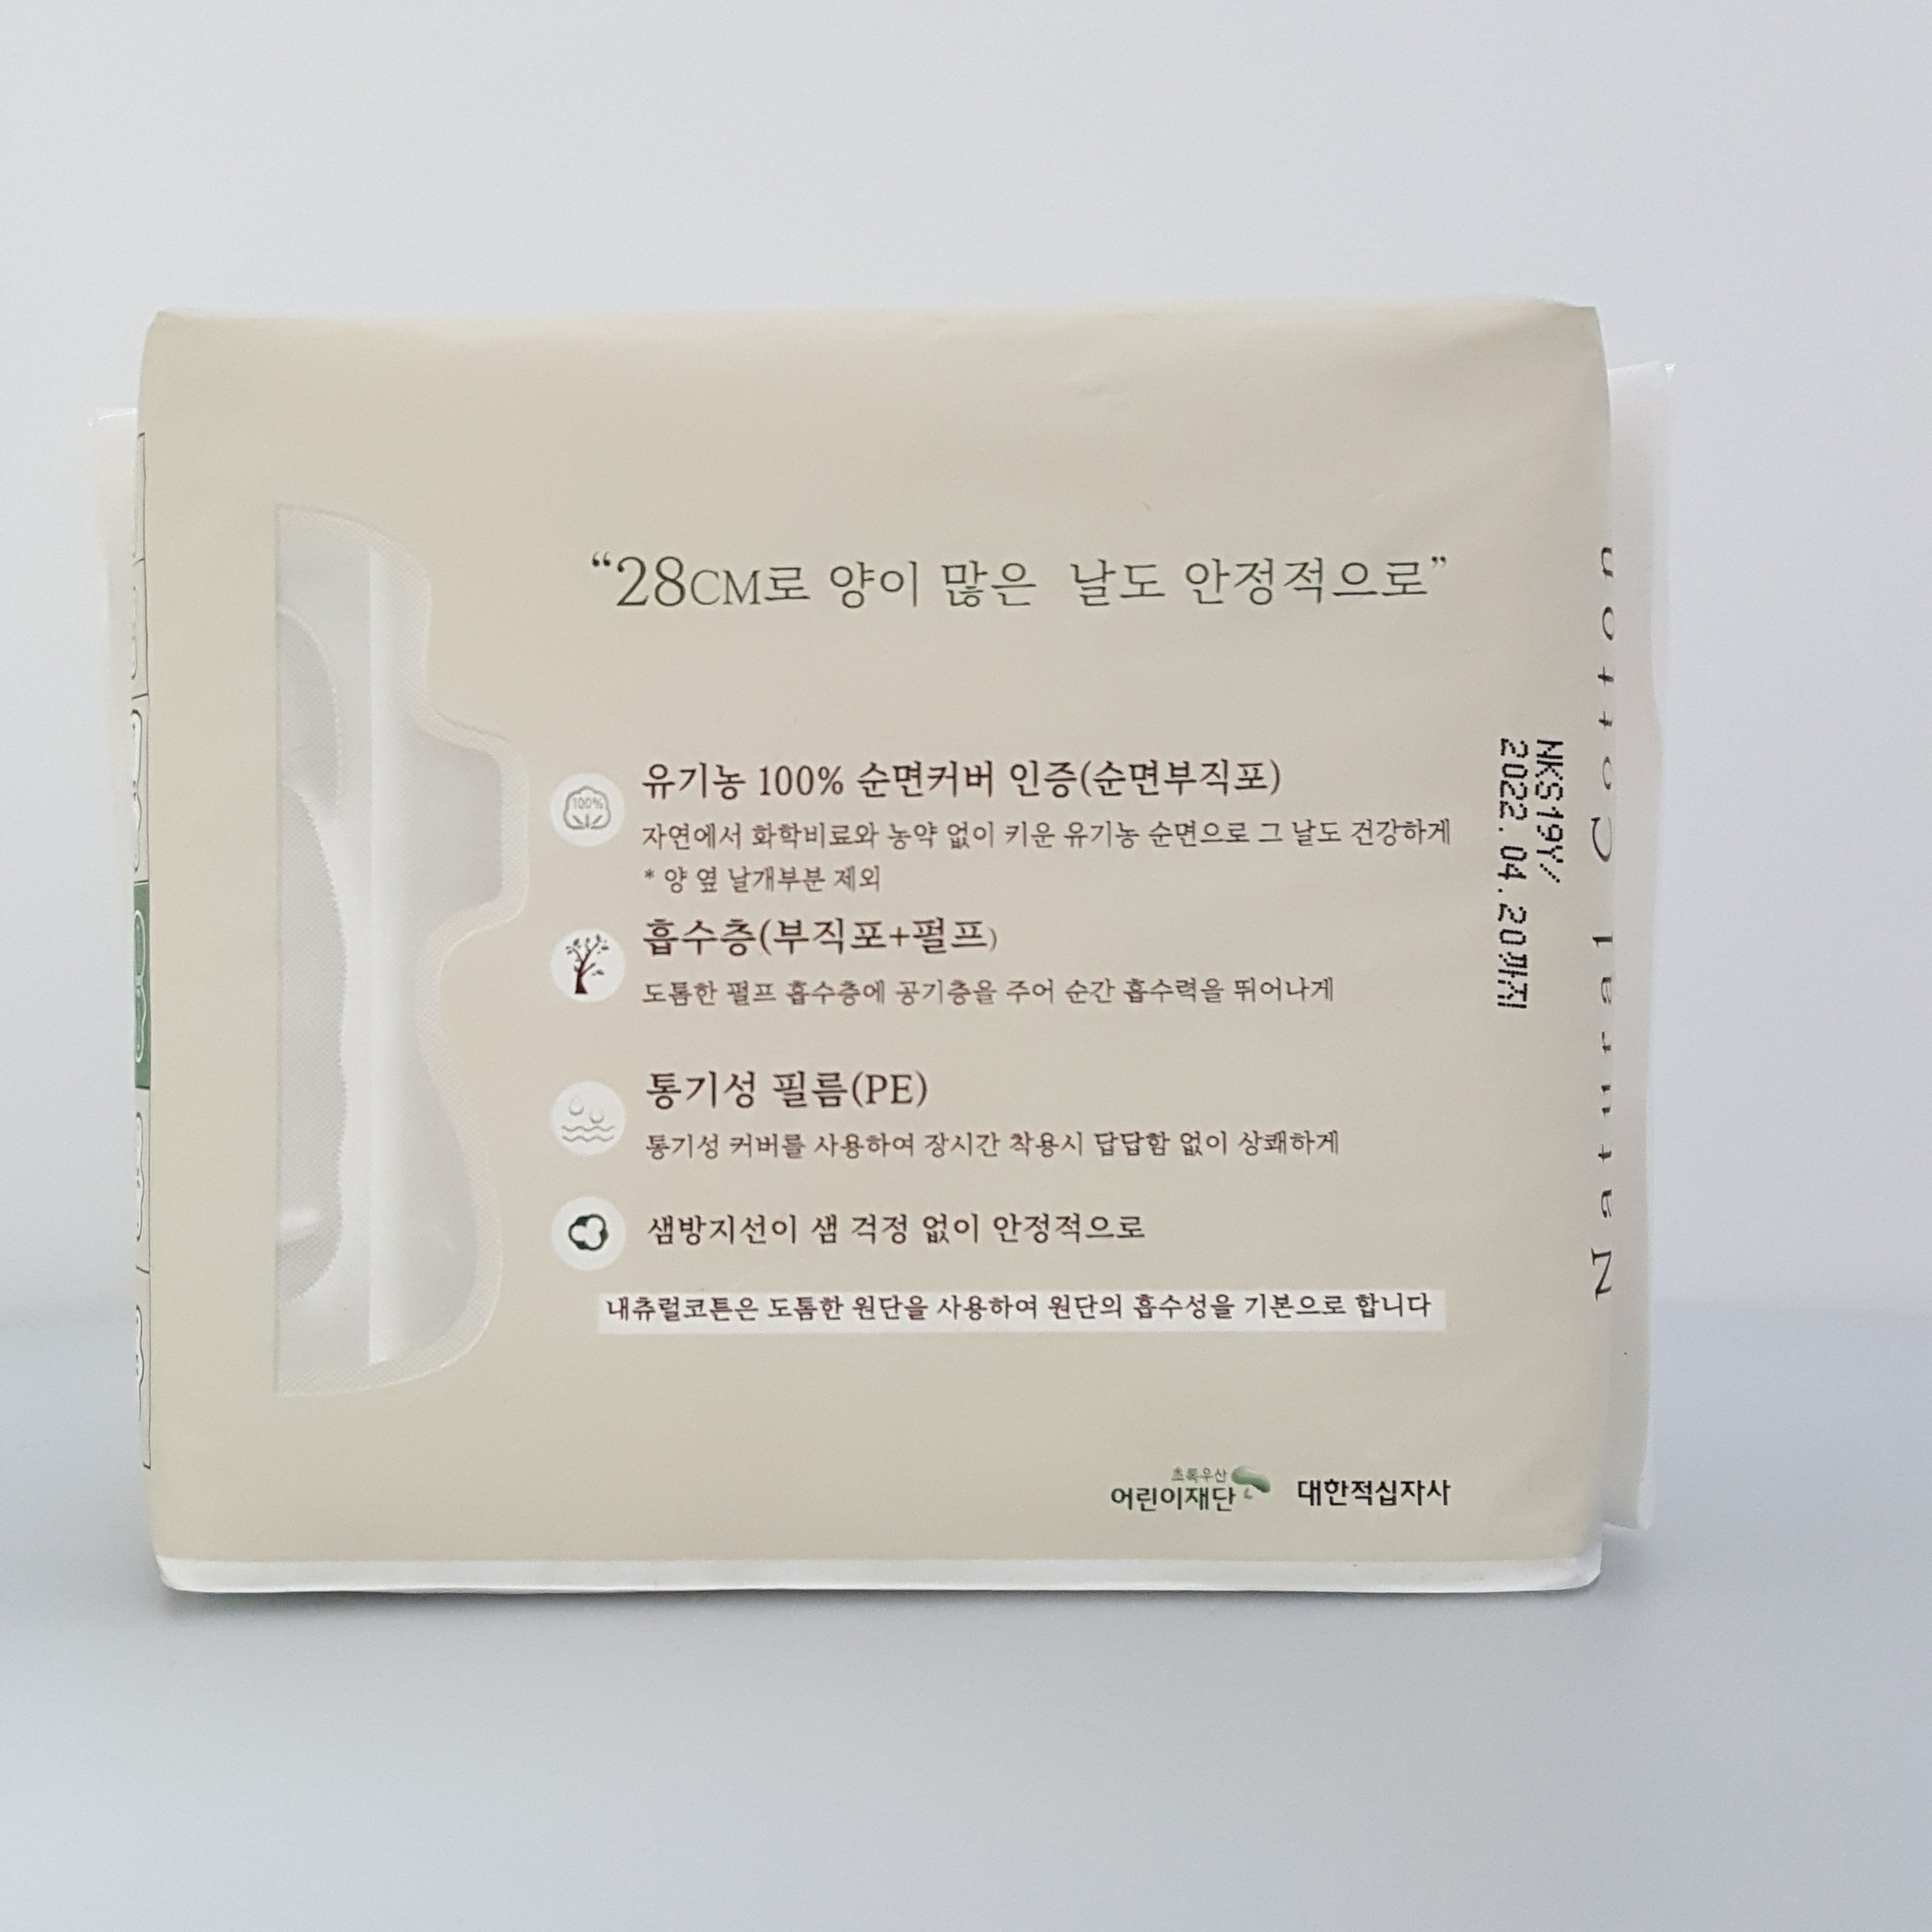 “28CM로 양이 많은 날도 안정적으로”
100%
유기농 100% 순면커버 인증(순면부직포)
자연에서 화학비료와 농약 없이 키운 유기농 순면으로 그 날도 건강하게
* 양 옆 날개부분 제외
흡수층(부직포+펄프)
도톰한 펄프 흡수층에 공기층을 주어 순간 흡수력을 뛰어나게
통기성 필름(PE)
통기성 커버를 사용하여 장시간 착용시 답답함 없이 상쾌하게
샘방지선이 샘 걱정 없이 안정적으로
내츄럴코튼은 도톰한 원단을 사용하여 원단의 흡수성을 기본으로 합니다
초록우산
어린이재단
대한적십자사
NKS19Y/
2022. 04. 20까지
Natural Cotton